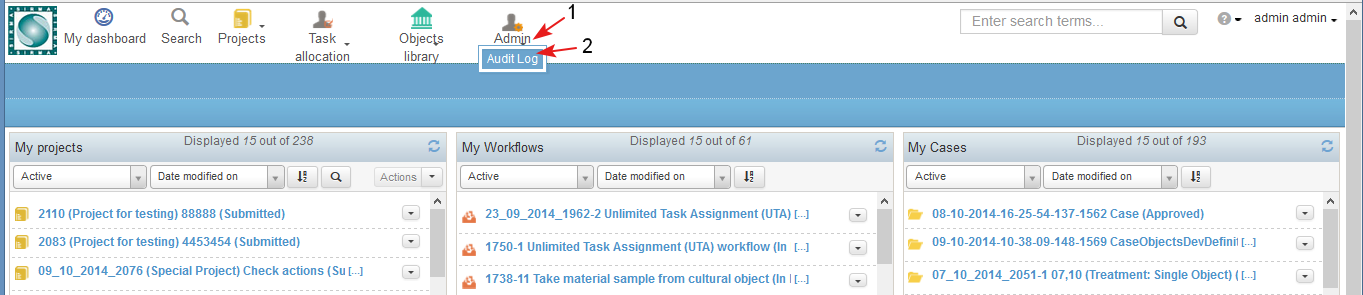 My dashboard
Search
Projects
Task
allocation
Objects
library
Admin
Audit Log
1
2
Enter search terms...
admin admin
My projects
Displayed 15 out of 238
Active
Date modified on
Actions
2110 (Project for testing) 88888 (Submitted)
2083 (Project for testing) 4453454 (Submitted)
09_10_2014_2076 (Special Project) Check actions (Su [...]
My Workflows
Displayed 15 out of 61
Active
Date modified on
23_09_2014_1962-2 Unlimited Task Assignment (UTA) [...]
1750-1 Unlimited Task Assignment (UTA) workflow (In [...]
1738-11 Take material sample from cultural object (In [...]
My Cases
Displayed 15 out of 193
Active
Date modified on
08-10-2014-16-25-54-137-1562 Case (Approved)
09-10-2014-10-38-09-148-1569 CaseObjectsDevDefinit [...]
07_10_2014_2051-1 07,10 (Treatment: Single Object) ( [...]